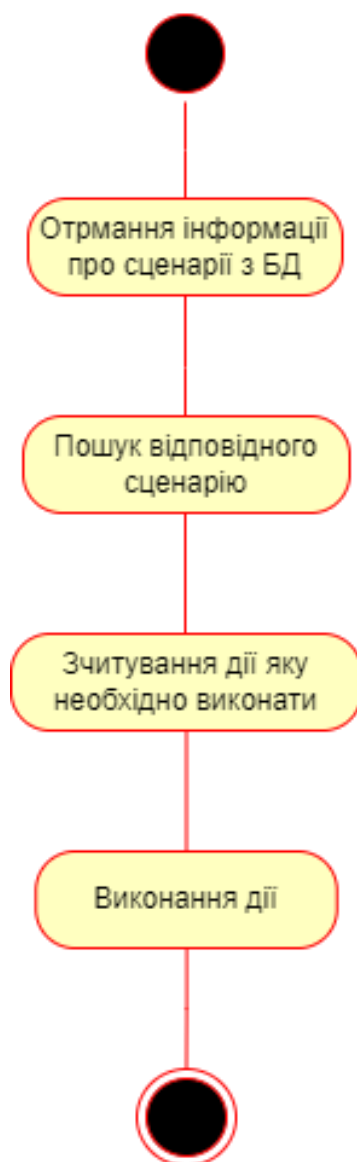 Отрмання інформації
про сценарії з БД
Пошук відповідного
сценарію
Зчитування дії яку
необхідно виконати
Виконання дії